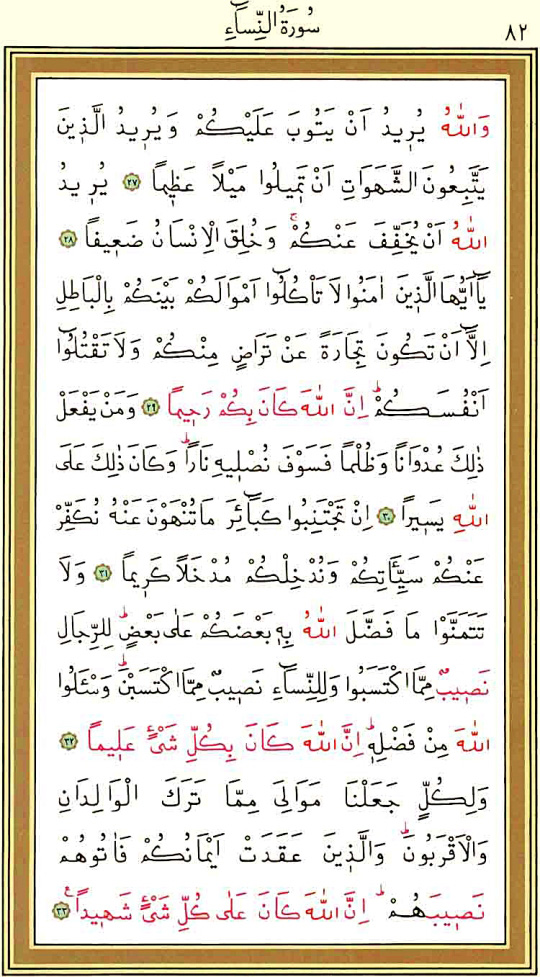 سُورَةُ النِّسَٓاءِ
٨٢
وَاللّٰهُ يُرٖيدُ اَنْ يَتُوبَ عَلَيْكُمْ وَيُرٖيدُ الَّذٖينَ
يَتَّبِعُونَ الشَّهَوَاتِ اَنْ تَمٖيلُوا مَيْلاً عَظٖيماً ٢٧ يُرٖيدُ
اللّٰهُ اَنْ يُخَفِّفَ عَنْكُمْۚ وَخُلِقَ الْاِنْسَانُ ضَعٖيفاً ٢٨
يَٓا اَيُّهَا الَّذٖينَ اٰمَنُوا لَا تَأْكُلُٓوا اَمْوَالَكُمْ بَيْنَكُمْ بِالْبَاطِلِ
اِلَّٓا اَنْ تَكُونَ تِجَارَةً عَنْ تَرَاضٍ مِنْكُمْ وَلَا تَقْتُلُٓوا
اَنْفُسَكُمْؕ اِنَّ اللّٰهَ كَانَ بِكُمْ رَحٖيماً ٢٩ وَمَنْ يَفْعَلْ
ذٰلِكَ عُدْوَاناً وَظُلْماً فَسَوْفَ نُصْلٖيهِ نَاراًؕ وَكَانَ ذٰلِكَ عَلَى
اللّٰهِ يَسٖيراً ٣٠ اِنْ تَجْتَنِبُوا كَبَٓائِرَ مَا تُنْهَوْنَ عَنْهُ نُكَفِّرْ
عَنْكُمْ سَيِّـَٔاتِكُمْ وَنُدْخِلْكُمْ مُدْخَلاً كَرٖيماً ٣١ وَلَا
تَتَمَنَّوْا مَا فَضَّلَ اللّٰهُ بِهٖ بَعْضَكُمْ عَلٰى بَعْضٍؕ لِلرِّجَالِ
نَصٖيبٌ مِمَّا اكْتَسَبُوا وَلِلنِّسَٓاءِ نَصٖيبٌ مِمَّا اكْتَسَبْنَؕ وَسْـَٔلُوا
اللّٰهَ مِنْ فَضْلِهٖؕ اِنَّ اللّٰهَ كَانَ بِكُلِّ شَیْءٍ عَلٖيماً ٣٢
وَلِكُلٍّ جَعَلْنَا مَوَالِیَ مِمَّا تَرَكَ الْوَالِدَانِ
وَالْاَقْرَبُونَؕ وَالَّذٖينَ عَقَدَتْ اَيْمَانُكُمْ فَاٰتُوهُمْ
نَصٖيبَهُمْؕ اِنَّ اللّٰهَ كَانَ عَلٰى كُلِّ شَیْءٍ شَهٖيداًࣖ ٣٣